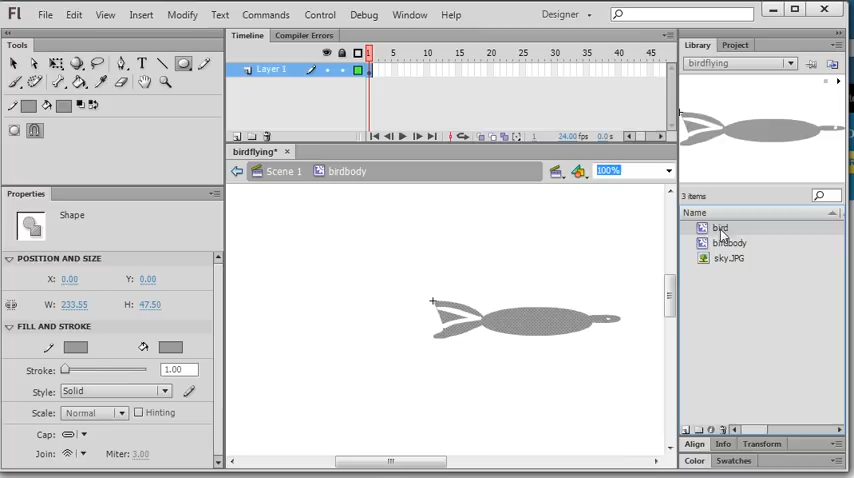 Fl File Edit View Insert Modify Text Commands Control Debug Window Help Designer
Tools
Timeline Compiler Errors
1 5 10 15 20 25 30 35 40 45
Layer 1
1 24.00 fps 0.0 s
birdflying*
Scene 1 birdbody 100%
Properties
Shape
POSITION AND SIZE
X: 0.00 Y: 0.00
W: 233.55 H: 47.50
FILL AND STROKE
Stroke: 1.00
Style: Solid
Scale: Normal Hinting
Cap:
Join: Miter: 3.00
Library Project
birdflying
3 items
Name
bird
birdbody
sky.JPG
Align Info Transform
Color Swatches